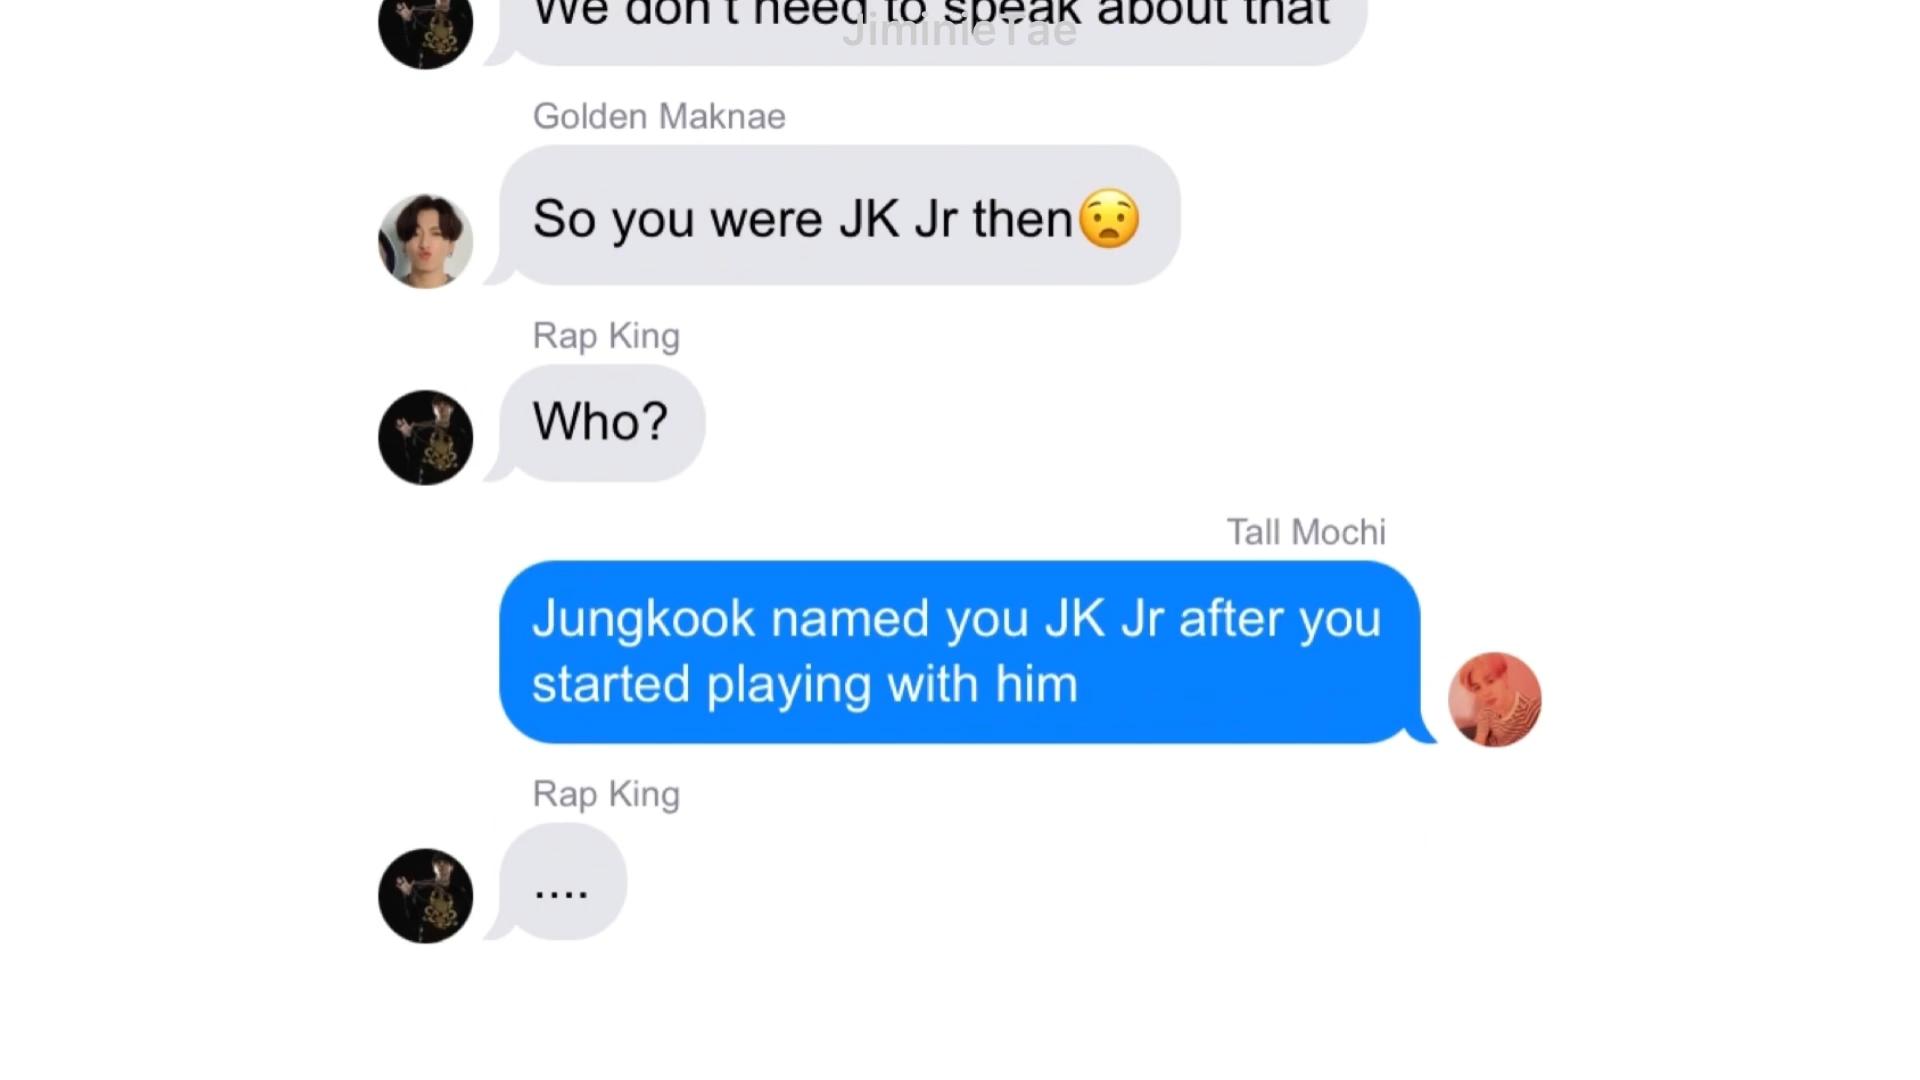 We don't need to speak about that
JiminieTae
Golden Maknae
So you were JK Jr then😧
Rap King
Who?
Tall Mochi
Jungkook named you JK Jr after you
started playing with him
Rap King
....